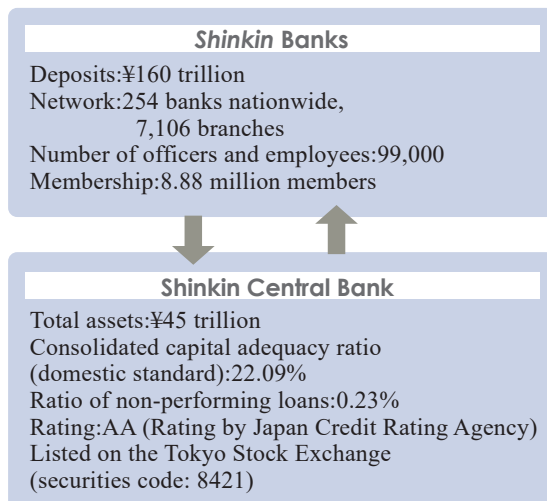 Shinkin Banks
Deposits:¥160 trillion
Network:254 banks nationwide,
7,106 branches
Number of officers and employees:99,000
Membership:8.88 million members
Shinkin Central Bank
Total assets:¥45 trillion
Consolidated capital adequacy ratio
(domestic standard):22.09%
Ratio of non-performing loans:0.23%
Rating:AA (Rating by Japan Credit Rating Agency)
Listed on the Tokyo Stock Exchange
(securities code: 8421)